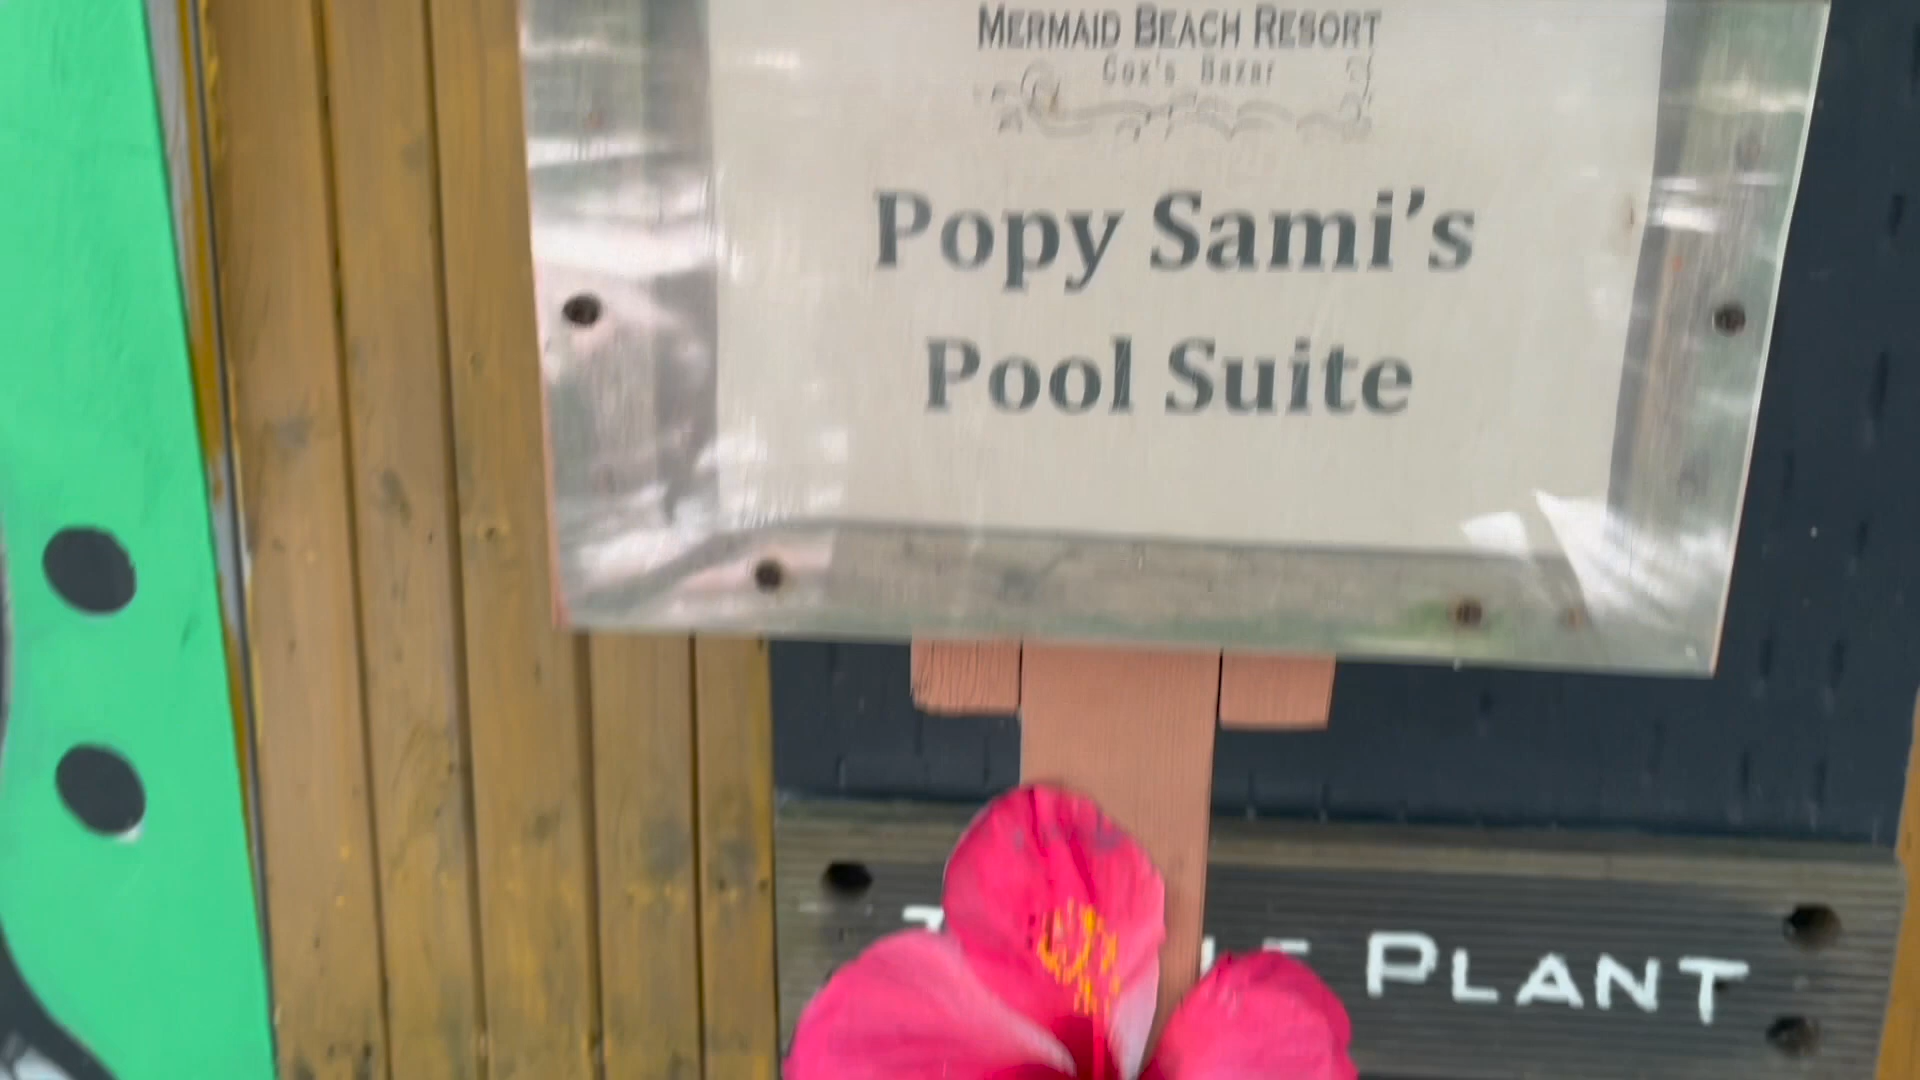 MERMAID BEACH RESORT
Cox's Bazar
Popy Sami's
Pool Suite
PLANT